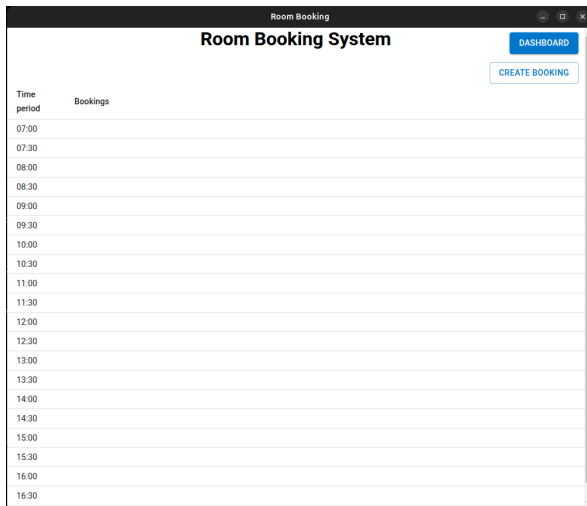 Room Booking
Room Booking System
DASHBOARD
CREATE BOOKING
Time
period
Bookings
07:00
07:30
08:00
08:30
09:00
09:30
10:00
10:30
11:00
11:30
12:00
12:30
13:00
13:30
14:00
14:30
15:00
15:30
16:00
16:30